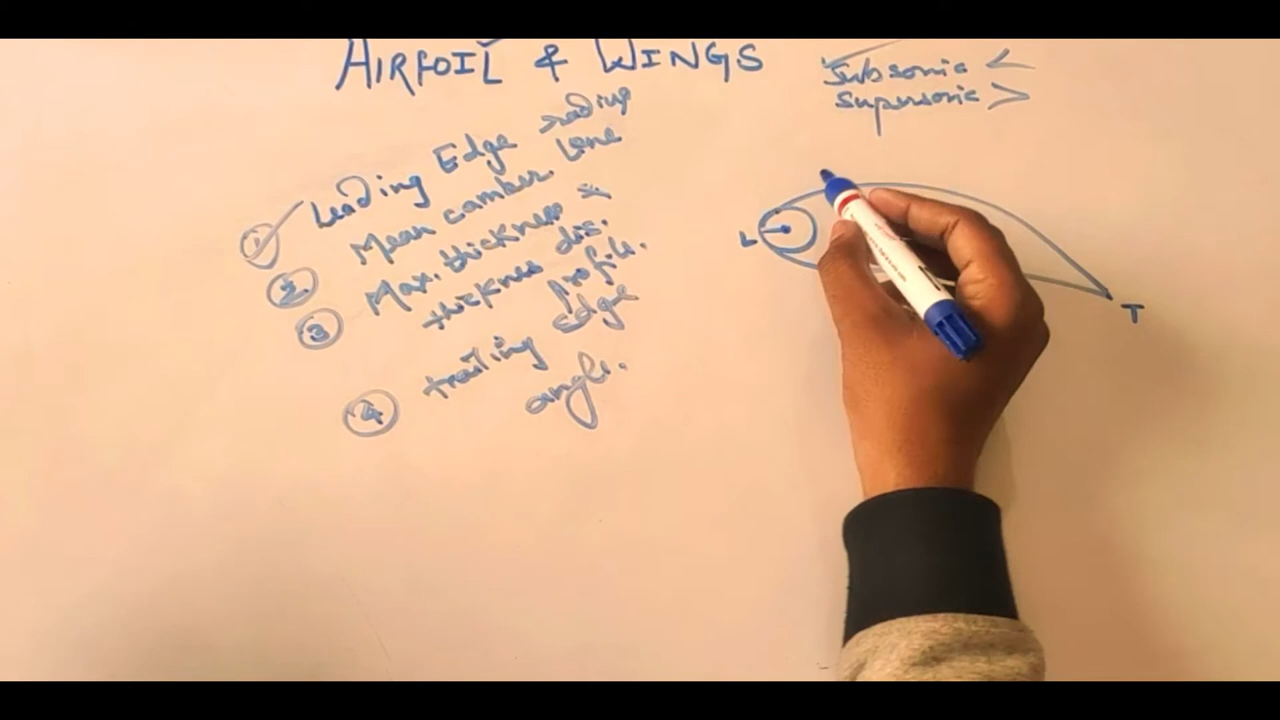 AIRFOIL & WINGS
Subsonic <
supersonic >
1 Leading Edge radius
2 Mean camber Line
3 Max. thickness &
thickness dis.
profile.
4 trailing Edge
angle.
L
T